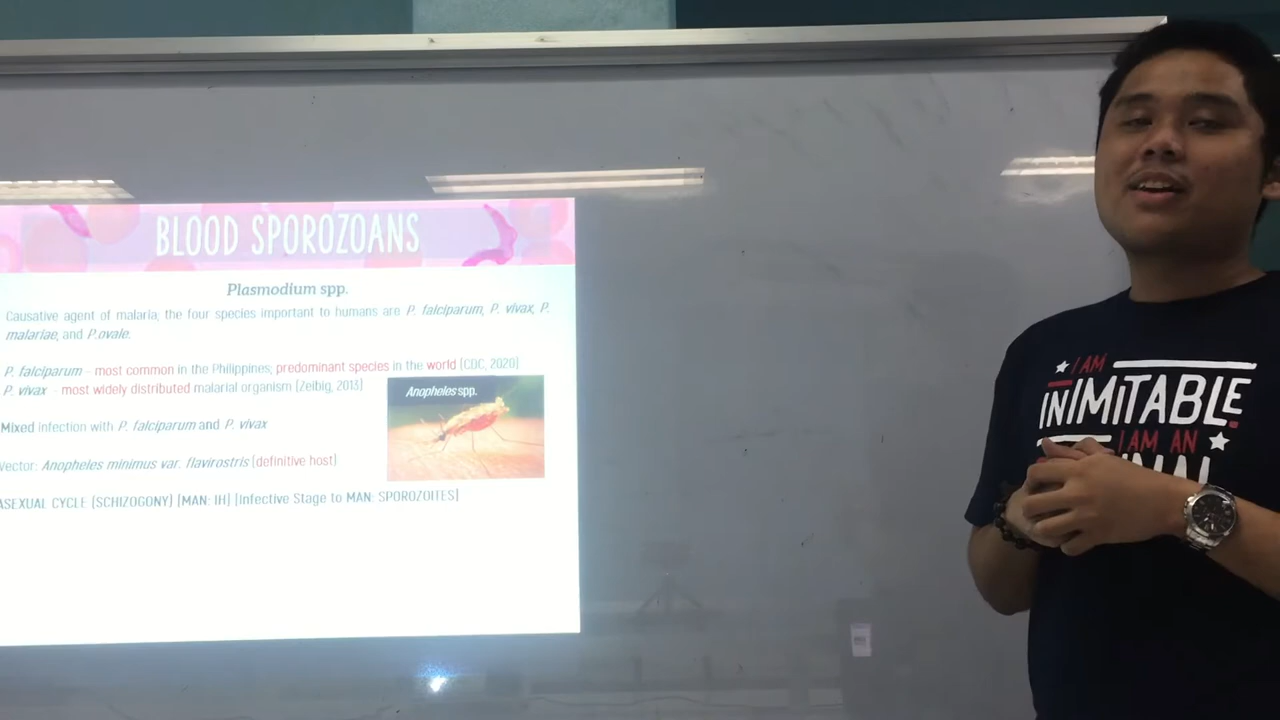 BLOOD SPOROZOANS
Plasmodium spp.
Causative agent of malaria, the four species important to humans are P. falciparum, P. vivax, P.
malariae, and P.ovale.
P. falciparum – most common in the Philippines; predominant species in the world (CDC, 2020)
P. vivax - most widely distributed malarial organism (Zeibig, 2013)
Anopheles spp.
Mixed infection with P. falciparum and P. vivax
Vector: Anopheles minimus var. flavirostris (definitive host)
ASEXUAL CYCLE (SCHIZOGONY) [MAN: IH] [Infective Stage to MAN: SPOROZOITES]
I AM
INIMITABLE
I AM AN